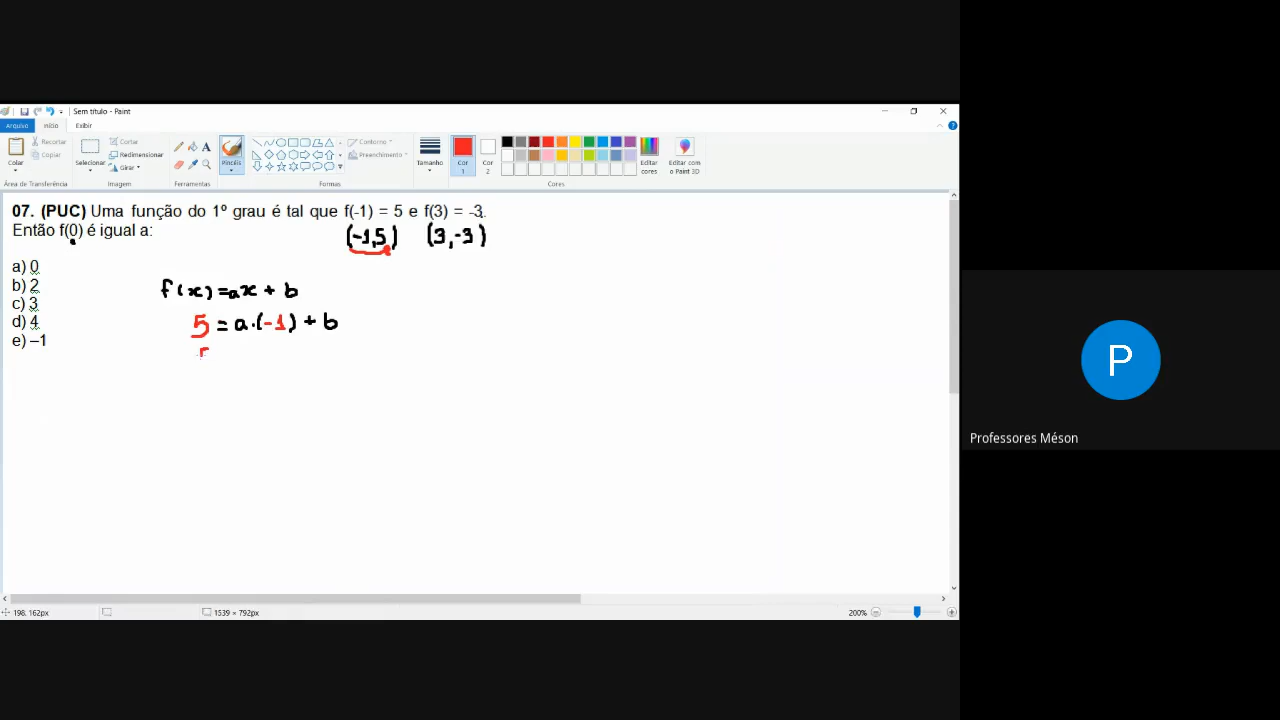 Sem título - Paint
Arquivo Início Exibir
Colar
Recortar
Copiar
Área de Transferência
Selecionar
Cortar
Redimensionar
Girar
Imagem
A
Pincéis
Ferramentas
Contorno
Preenchimento
Formas
Tamanho
Cor 1
Cor 2
Editar cores
Editar com o Paint 3D
Cores
07. (PUC) Uma função do 1º grau é tal que f(-1) = 5 e f(3) = -3.
Então f(0) é igual a:
(-1,5) (3,-3)
a) 0
b) 2
c) 3
d) 4
e) –1
f(x)=ax + b
5 = a·(-1) + b
198, 162px
1539 × 792px
200%
P
Professores Méson